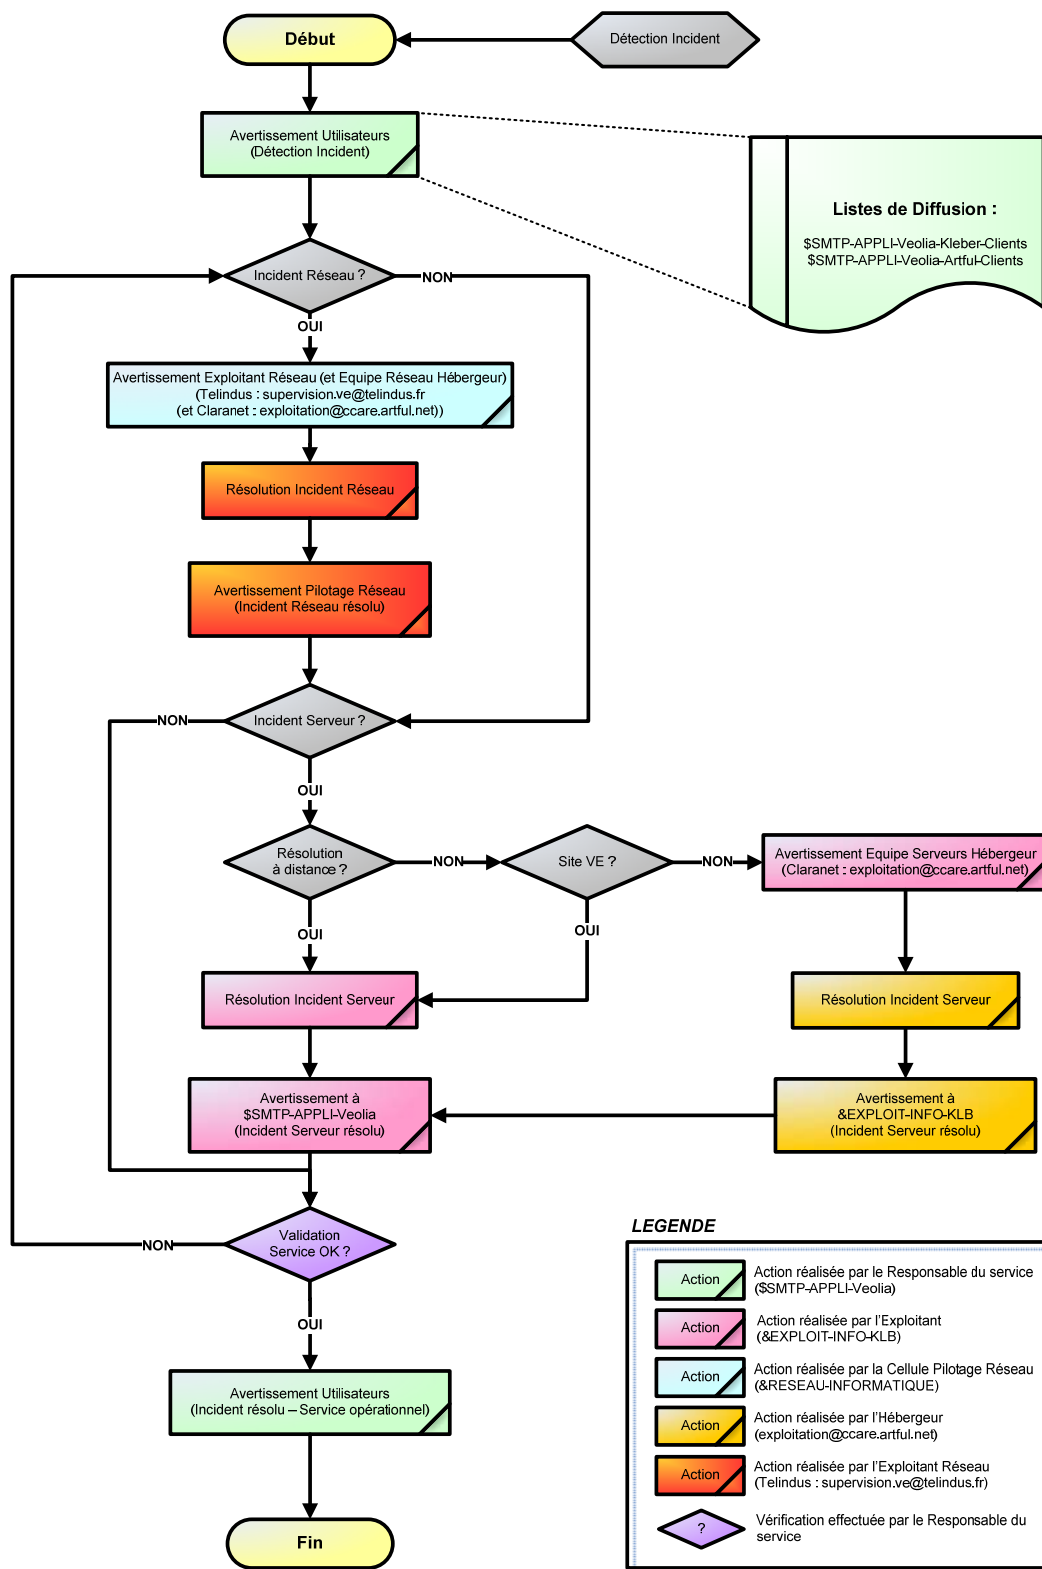 Début
Détection Incident
Avertissement Utilisateurs
(Détection Incident)
Listes de Diffusion :
$SMTP-APPLI-Veolia-Kleber-Clients
$SMTP-APPLI-Veolia-Artful-Clients
Incident Réseau ?
NON
OUI
Avertissement Exploitant Réseau (et Equipe Réseau Hébergeur)
(Telindus : supervision.ve@telindus.fr
(et Claranet : exploitation@ccare.artful.net))
Résolution Incident Réseau
Avertissement Pilotage Réseau
(Incident Réseau résolu)
NON
Incident Serveur ?
OUI
Résolution
à distance ?
NON
Site VE ?
NON
Avertissement Equipe Serveurs Hébergeur
(Claranet : exploitation@ccare.artful.net)
OUI
OUI
Résolution Incident Serveur
Résolution Incident Serveur
Avertissement à
$SMTP-APPLI-Veolia
(Incident Serveur résolu)
Avertissement à
&EXPLOIT-INFO-KLB
(Incident Serveur résolu)
NON
Validation
Service OK ?
OUI
Avertissement Utilisateurs
(Incident résolu – Service opérationnel)
Fin
LEGENDE
Action
Action réalisée par le Responsable du service
($SMTP-APPLI-Veolia)
Action
Action réalisée par l'Exploitant
(&EXPLOIT-INFO-KLB)
Action
Action réalisée par la Cellule Pilotage Réseau
(&RESEAU-INFORMATIQUE)
Action
Action réalisée par l'Hébergeur
(exploitation@ccare.artful.net)
Action
Action réalisée par l'Exploitant Réseau
(Telindus : supervision.ve@telindus.fr)
?
Vérification effectuée par le Responsable du
service